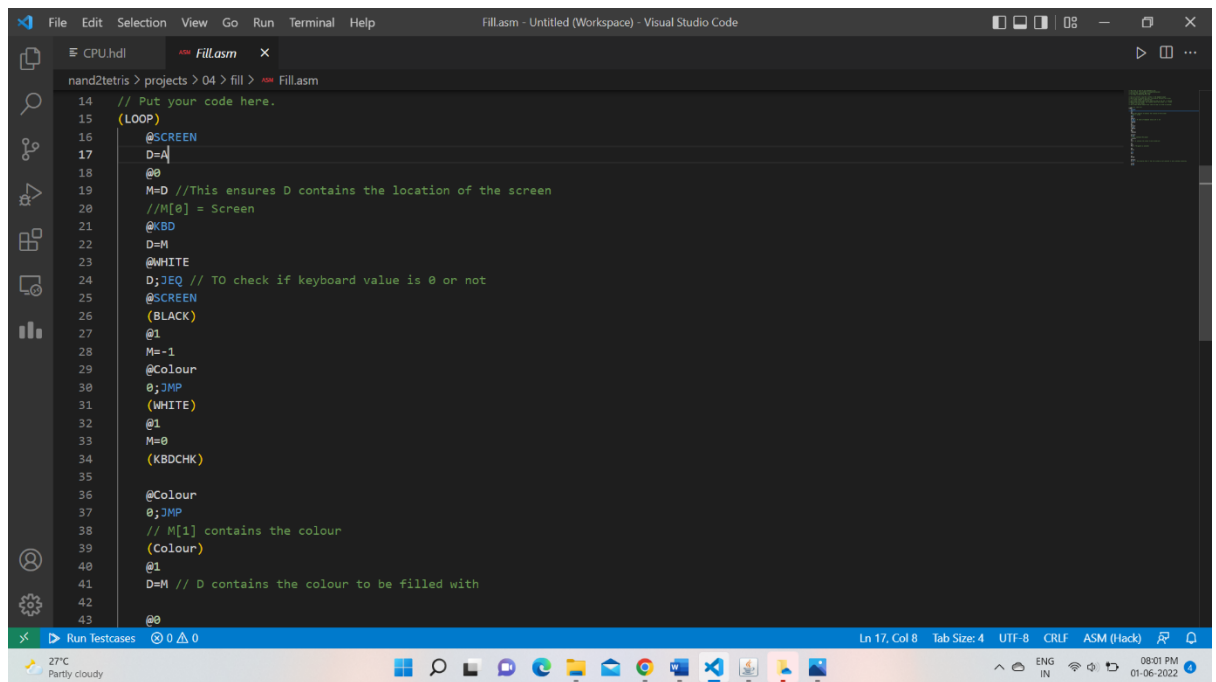 File Edit Selection View Go Run Terminal Help Fill.asm - Untitled (Workspace) - Visual Studio Code
CPU.hdl ASM Fill.asm
nand2tetris > projects > 04 > fill > ASM Fill.asm
14 // Put your code here.
15 (LOOP)
16 @SCREEN
17 D=A
18 @0
19 M=D //This ensures D contains the location of the screen
20 //M[0] = Screen
21 @KBD
22 D=M
23 @WHITE
24 D;JEQ // TO check if keyboard value is 0 or not
25 @SCREEN
26 (BLACK)
27 @1
28 M=-1
29 @Colour
30 0;JMP
31 (WHITE)
32 @1
33 M=0
34 (KBDCHK)
35
36 @Colour
37 0;JMP
38 // M[1] contains the colour
39 (Colour)
40 @1
41 D=M // D contains the colour to be filled with
42
43 @0
Run Testcases 0 0 Ln 17, Col 8 Tab Size: 4 UTF-8 CRLF ASM (Hack)
27°C
Partly cloudy
ENG
IN
08:01 PM
01-06-2022
4